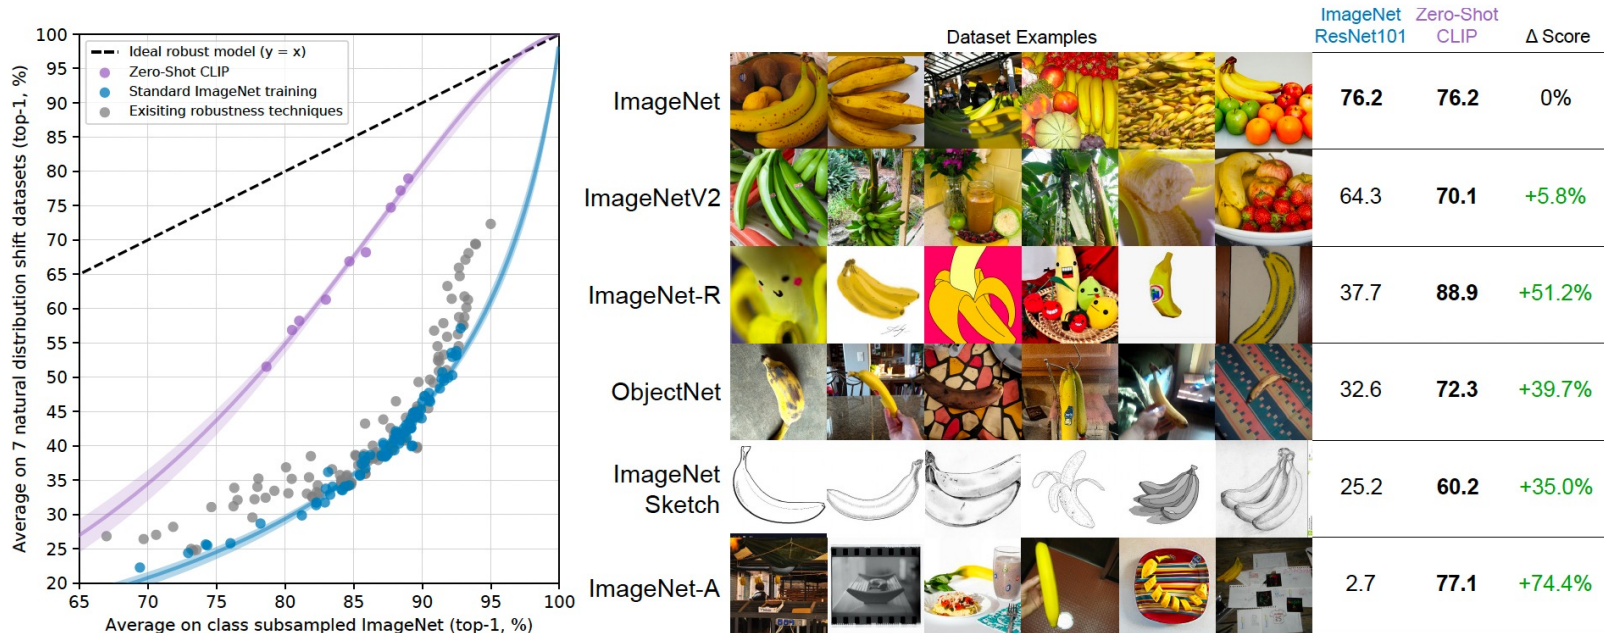 100
95
90
85
80
75
70
65
60
55
50
45
40
35
30
25
20
Average on 7 natural distribution shift datasets (top-1, %)
Ideal robust model (y = x)
Zero-Shot CLIP
Standard ImageNet training
Exisiting robustness techniques
65 70 75 80 85 90 95 100
Average on class subsampled ImageNet (top-1, %)
Dataset Examples
ImageNet
ResNet101
Zero-Shot
CLIP
Δ Score
ImageNet 76.2 76.2 0%
ImageNetV2 64.3 70.1 +5.8%
ImageNet-R 37.7 88.9 +51.2%
ObjectNet 32.6 72.3 +39.7%
ImageNet
Sketch 25.2 60.2 +35.0%
ImageNet-A 2.7 77.1 +74.4%